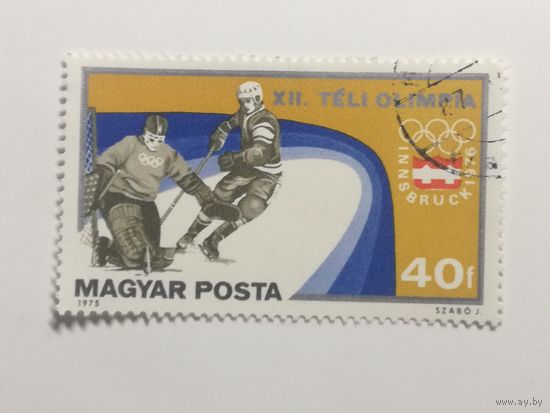 XII. TÉLI OLIMPIA
INNSBRUCK 1976
40f
MAGYAR POSTA
1975
SZABÓ J.
www.ay.by